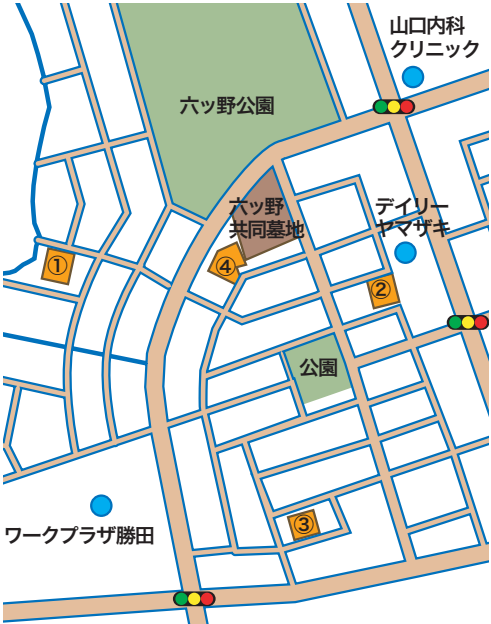 山口内科
クリニック
六ッ野公園
六ッ野
共同墓地
デイリー
ヤマザキ
①
④
②
公園
③
ワークプラザ勝田